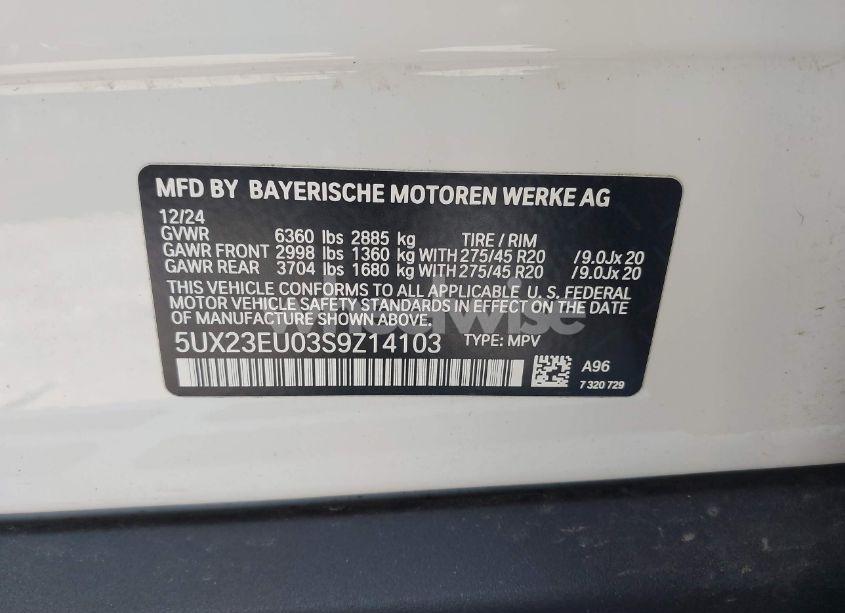 MFD BY BAYERISCHE MOTOREN WERKE AG
12/24
GVWR 6360 lbs 2885 kg TIRE / RIM
GAWR FRONT 2998 lbs 1360 kg WITH 275/45 R20 /9.0Jx 20
GAWR REAR 3704 lbs 1680 kg WITH 275/45 R20 /9.0Jx 20
THIS VEHICLE CONFORMS TO ALL APPLICABLE U. S. FEDERAL
MOTOR VEHICLE SAFETY STANDARDS IN EFFECT ON THE DATE
OF MANUFACTURE SHOWN ABOVE.
wheelwise
5UX23EU03S9Z14103 TYPE: MPV
A96
7 320 729